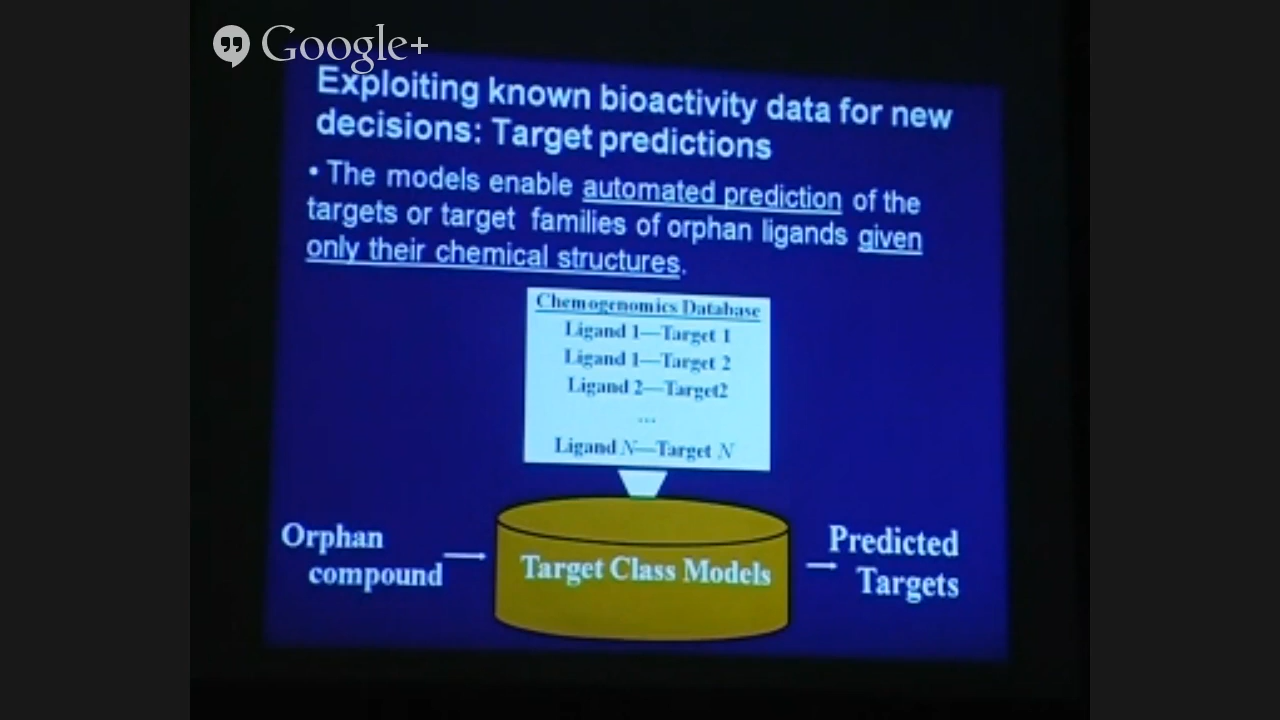 Google+
Exploiting known bioactivity data for new
decisions: Target predictions
• The models enable automated prediction of the
targets or target families of orphan ligands given
only their chemical structures.
Chemogenomics Database
Ligand 1—Target 1
Ligand 1—Target 2
Ligand 2—Target2
...
Ligand N—Target N
Orphan
compound
Target Class Models
Predicted
Targets